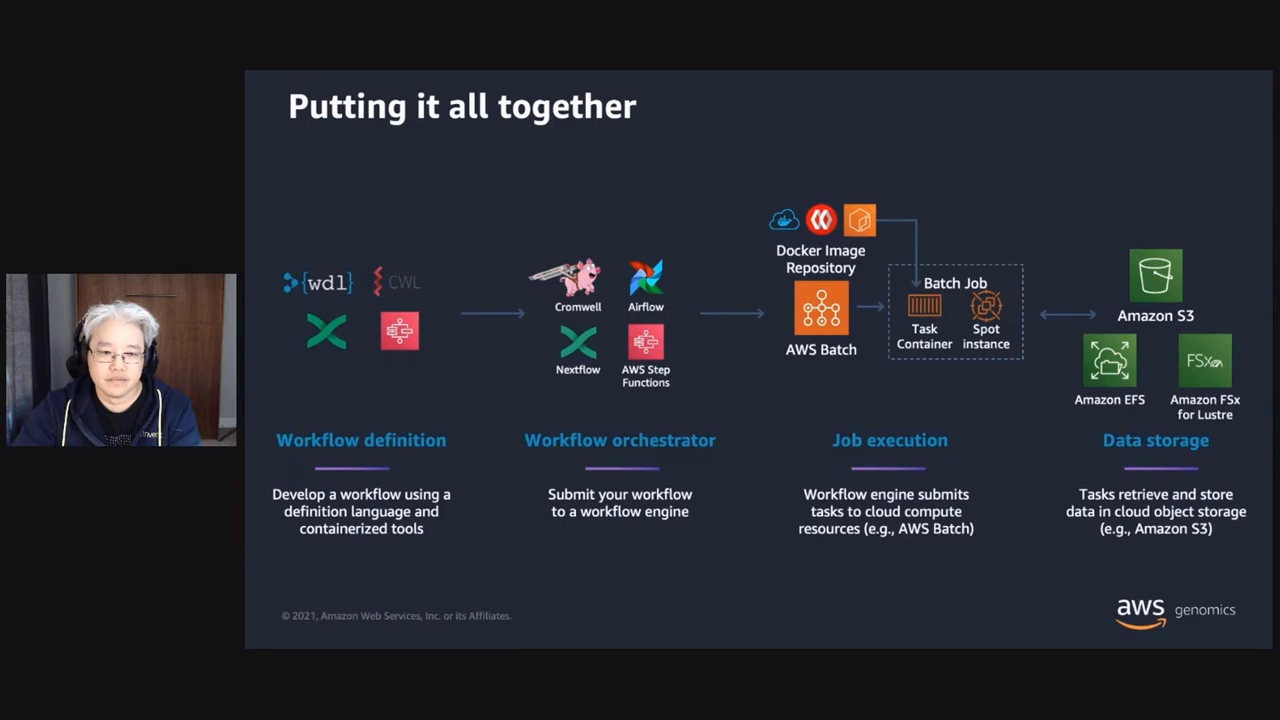 Putting it all together
{wdl}
CWL
Cromwell
Airflow
Nextflow
AWS Step
Functions
Docker Image
Repository
AWS Batch
Batch Job
Task
Container
Spot
instance
Amazon S3
Amazon EFS
FSx
Amazon FSx
for Lustre
Workflow definition
Develop a workflow using a
definition language and
containerized tools
Workflow orchestrator
Submit your workflow
to a workflow engine
Job execution
Workflow engine submits
tasks to cloud compute
resources (e.g., AWS Batch)
Data storage
Tasks retrieve and store
data in cloud object storage
(e.g., Amazon S3)
© 2021, Amazon Web Services, Inc. or its Affiliates.
aws genomics